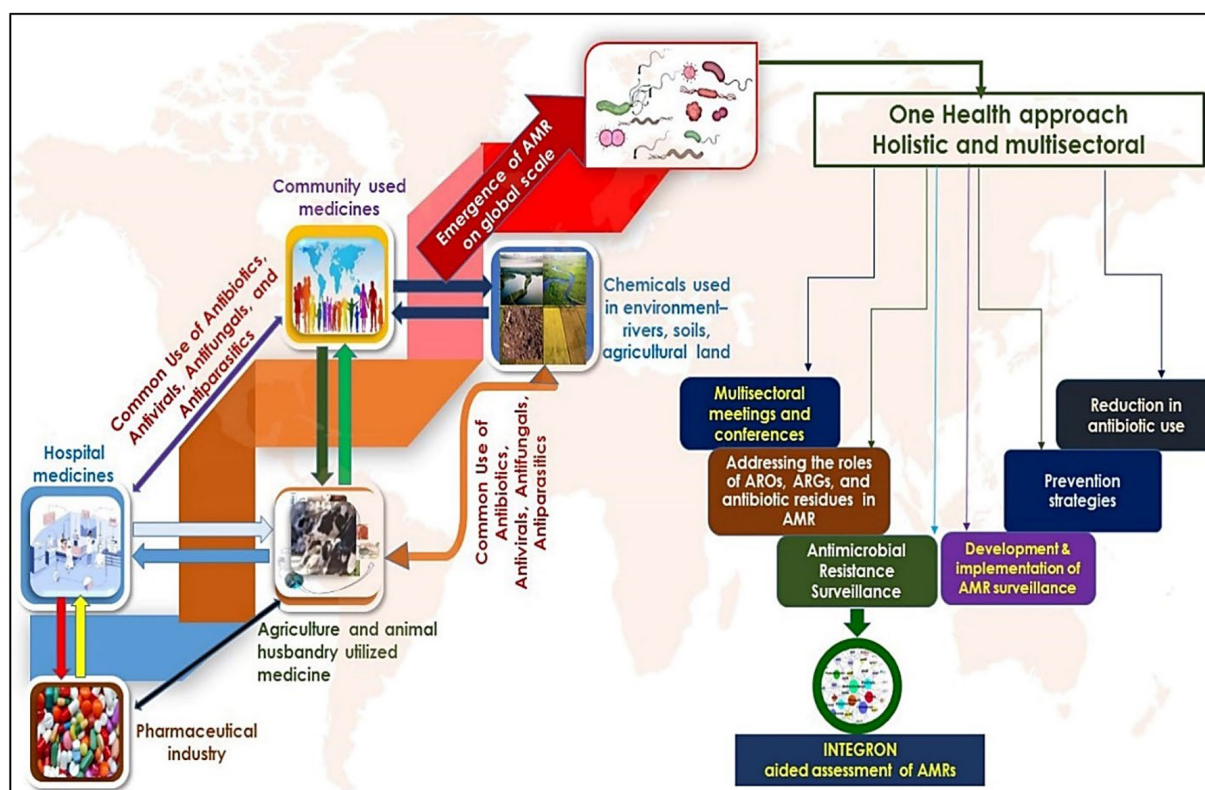 Community used
medicines
Emergence of AMR
on global scale
Common Use of Antibiotics,
Antivirals, Antifungals, and
Antiparasitics
Chemicals used
in environment–
rivers, soils,
agricultural land
Hospital
medicines
Common Use of
Antibiotics,
Antivirals, Antifungals,
Antiparasitics
Agriculture and animal
husbandry utilized
medicine
Pharmaceutical
industry
One Health approach
Holistic and multisectoral
Multisectoral
meetings and
conferences
Addressing the roles
of AROs, ARGs, and
antibiotic residues in
AMR
Antimicrobial
Resistance
Surveillance
Development &
implementation of
AMR surveillance
Prevention
strategies
Reduction in
antibiotic use
INTEGRON
aided assessment of AMRs